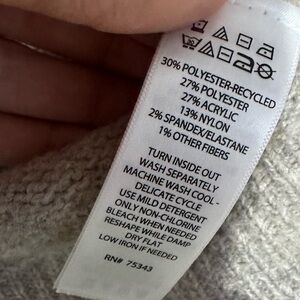 30% POLYESTER-RECYCLED
27% POLYESTER
27% ACRYLIC
13% NYLON
2% SPANDEX/ELASTANE
1% OTHER FIBERS
TURN INSIDE OUT
WASH SEPARATELY
MACHINE WASH COOL -
DELICATE CYCLE
USE MILD DETERGENT
ONLY NON-CHLORINE
BLEACH WHEN NEEDED
RESHAPE WHILE DAMP
DRY FLAT
LOW IRON IF NEEDED
RN# 75343